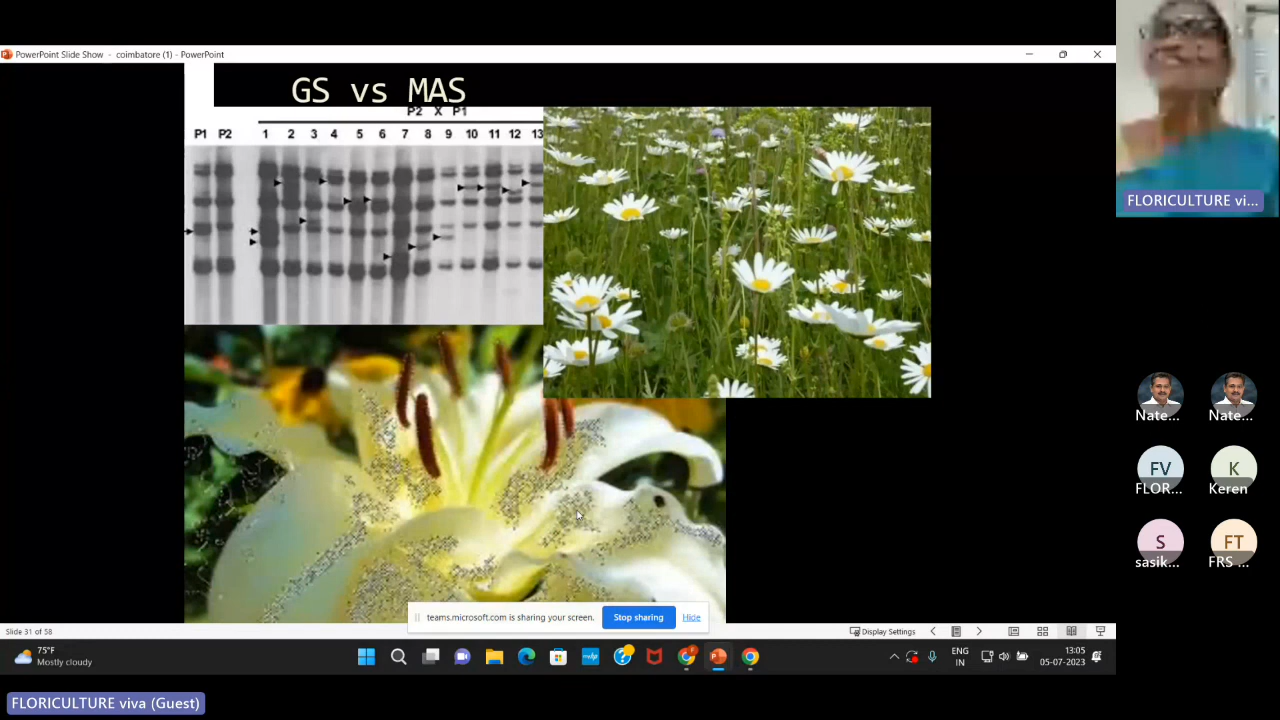 PowerPoint Slide Show - coimbatore (1) - PowerPoint
GS vs MAS
P2 X P1
P1 P2 1 2 3 4 5 6 7 8 9 10 11 12 13
FLORICULTURE vi...
Nate... Nate...
FV K
FLOR... Keren
S FT
sasik... FRS ...
teams.microsoft.com is sharing your screen. Stop sharing Hide
Slide 31 of 58
Display Settings
75°F
Mostly cloudy
ENG
IN
13:05
05-07-2023
FLORICULTURE viva (Guest)